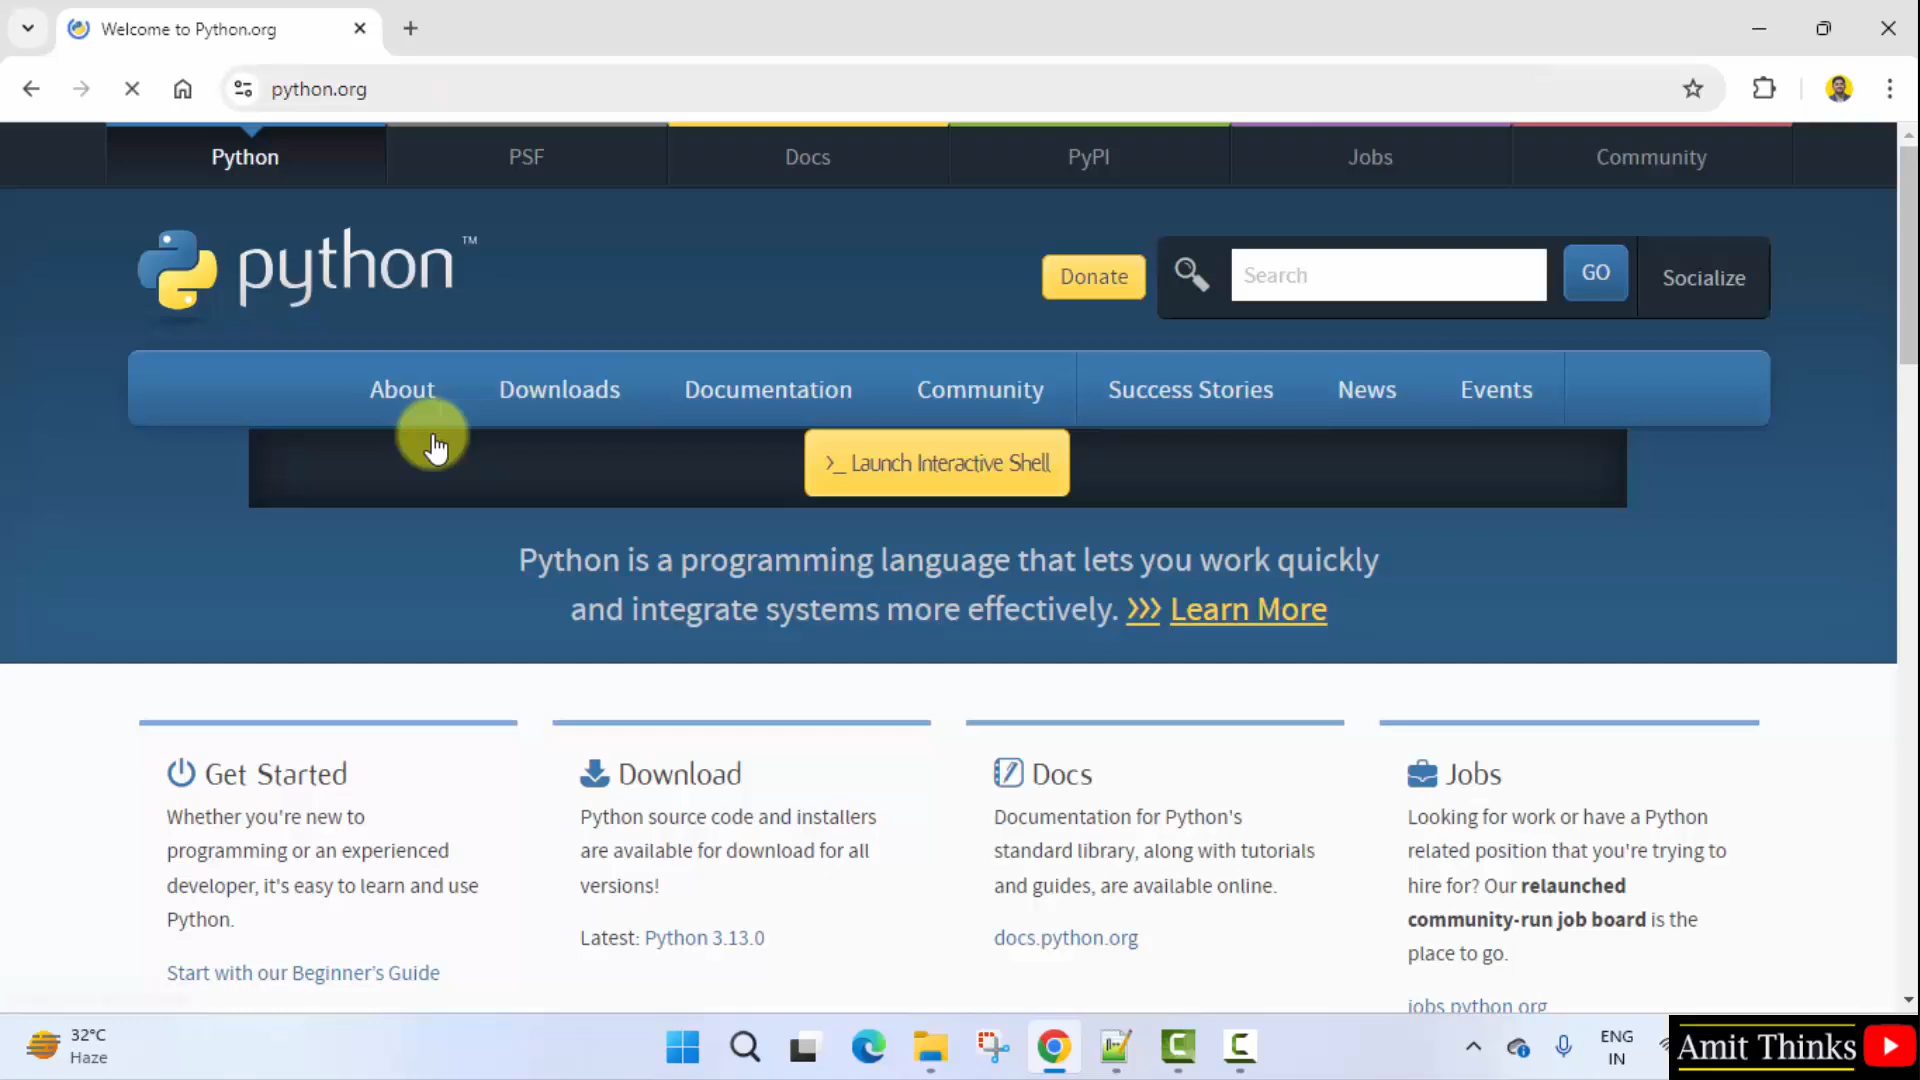 Welcome to Python.org
python.org
Python
PSF
Docs
PyPI
Jobs
Community
python™
Donate
Search
GO
Socialize
About
Downloads
Documentation
Community
Success Stories
News
Events
>_ Launch Interactive Shell
Python is a programming language that lets you work quickly
and integrate systems more effectively. >>> Learn More
Get Started
Whether you're new to
programming or an experienced
developer, it's easy to learn and use
Python.
Start with our Beginner's Guide
Download
Python source code and installers
are available for download for all
versions!
Latest: Python 3.13.0
Docs
Documentation for Python's
standard library, along with tutorials
and guides, are available online.
docs.python.org
Jobs
Looking for work or have a Python
related position that you're trying to
hire for? Our relaunched
community-run job board is the
place to go.
jobs.python.org
32°C
Haze
ENG
IN
Amit Thinks